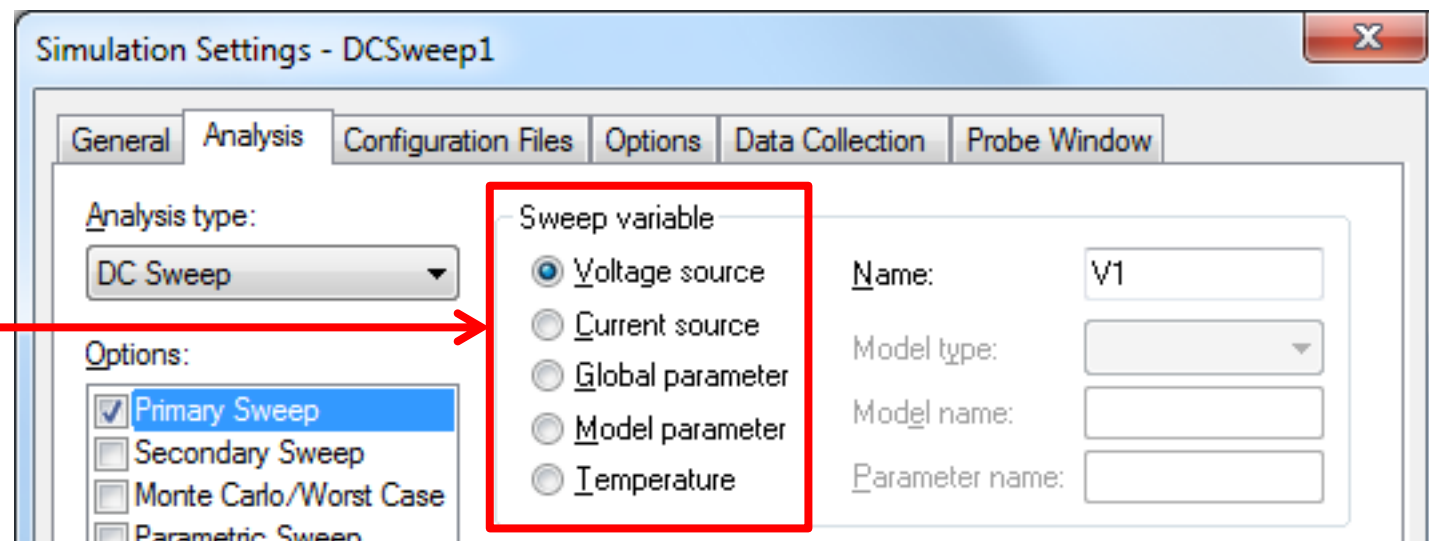 Simulation Settings - DCSweep1
x
General Analysis Configuration Files Options Data Collection Probe Window
Analysis type:
DC Sweep
Options:
Primary Sweep
Secondary Sweep
Monte Carlo/Worst Case
Parametric Sweep
Sweep variable
Voltage source
Current source
Global parameter
Model parameter
Temperature
Name: V1
Model type:
Model name:
Parameter name: